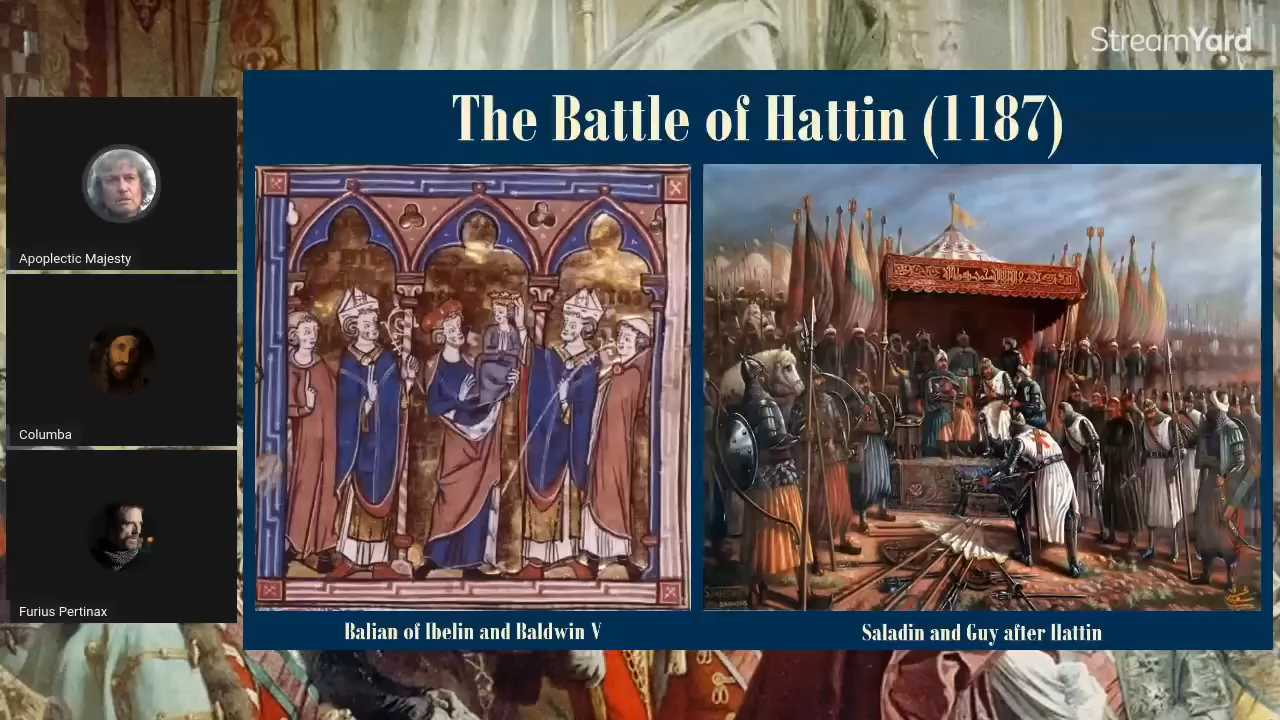 StreamYard
The Battle of Hattin (1187)
Apoplectic Majesty
Columba
Furius Pertinax
Balian of Ibelin and Baldwin V
Saladin and Guy after Hattin